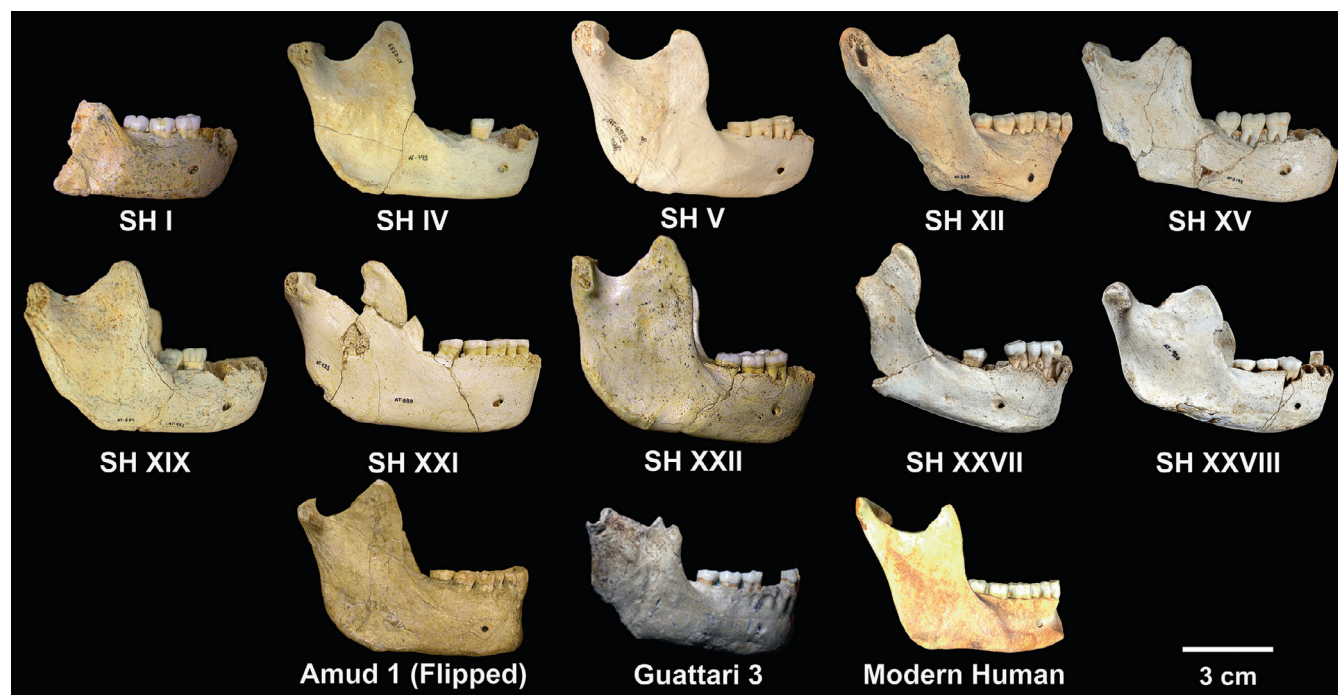 SH I
SH IV
SH V
SH XII
SH XV
SH XIX
SH XXI
SH XXII
SH XXVII
SH XXVIII
Amud 1 (Flipped)
Guattari 3
Modern Human
3 cm